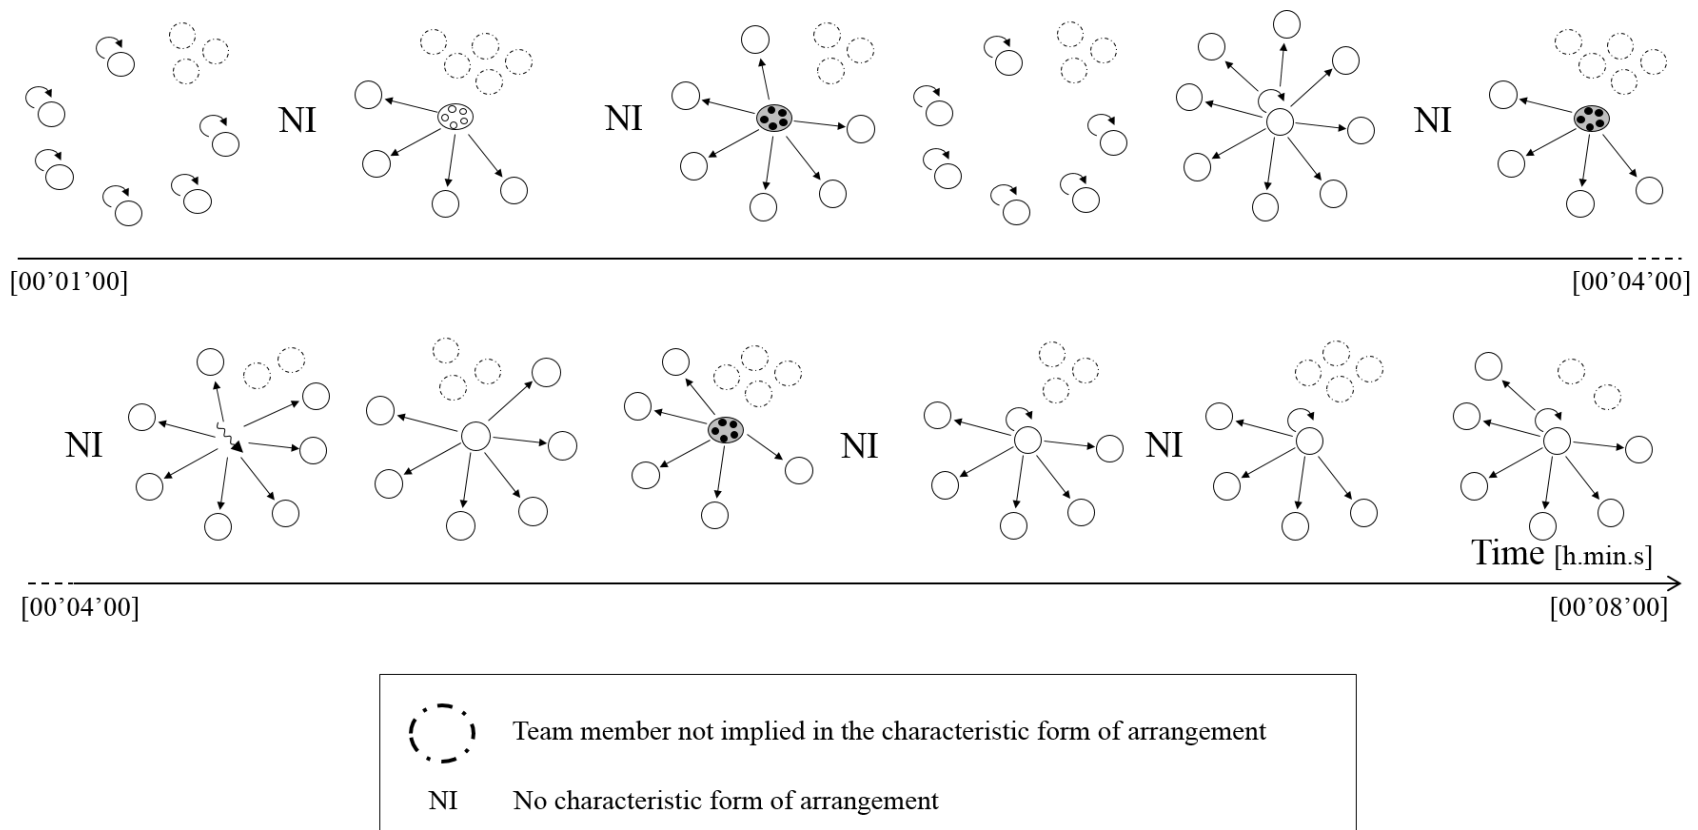 NI
NI
NI
[00’01’00]
[00’04’00]
NI
NI
NI
Time [h.min.s]
[00’04’00]
[00’08’00]
Team member not implied in the characteristic form of arrangement
NI No characteristic form of arrangement